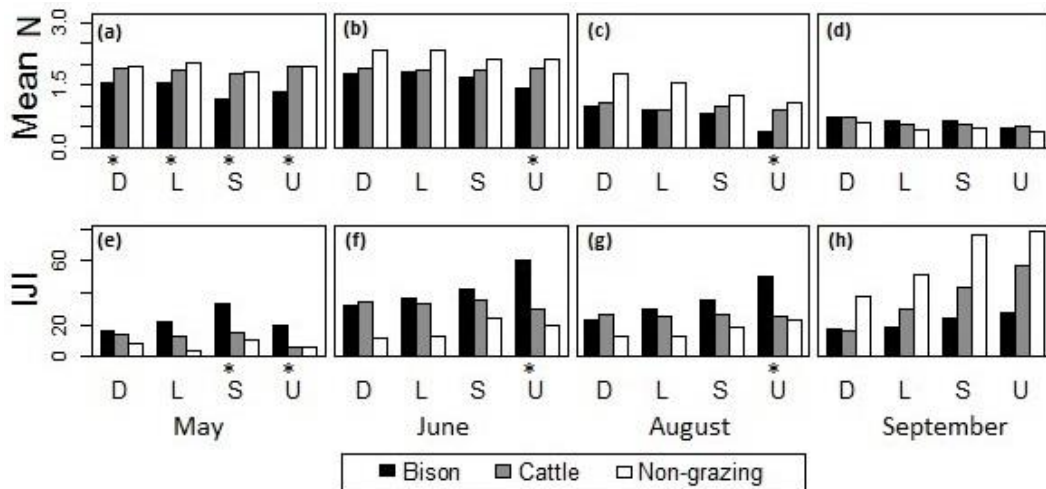 Mean N
3.0
1.5
0.0
(a)
(b)
(c)
(d)
* * * * * *
D L S U D L S U D L S U D L S U
IJI
60
20
0
(e)
(f)
(g)
(h)
* * * *
D L S U D L S U D L S U D L S U
May June August September
Bison Cattle Non-grazing